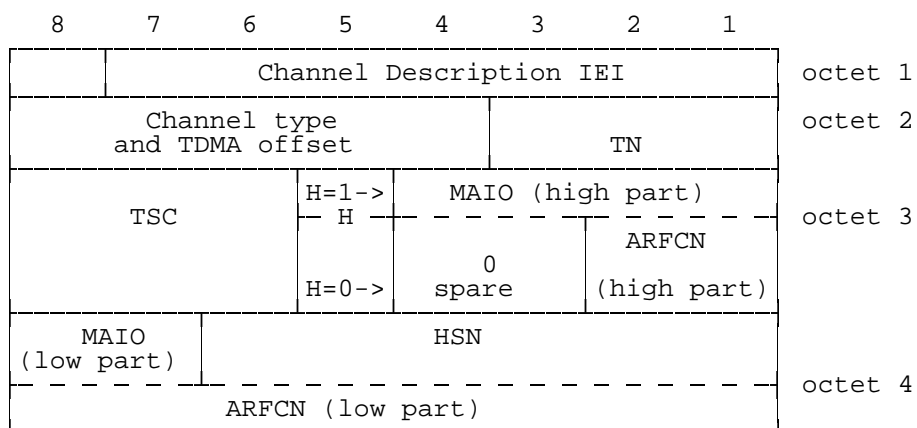 8 7 6 5 4 3 2 1
Channel Description IEI octet 1
Channel type octet 2
and TDMA offset TN
H=1-> MAIO (high part)
TSC H octet 3
ARFCN
0
H=0-> spare (high part)
MAIO HSN
(low part)
octet 4
ARFCN (low part)